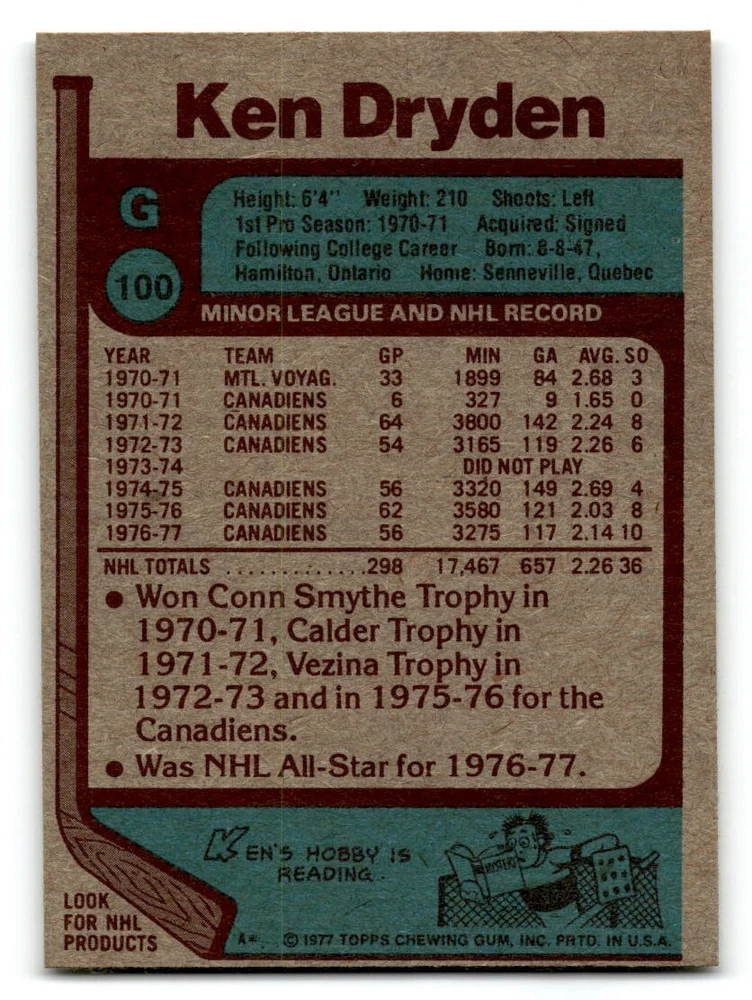 Ken Dryden
G
100
Height: 6'4" Weight: 210 Shoots: Left
1st Pro Season: 1970-71 Acquired: Signed
Following College Career Born: 8-8-47,
Hamilton, Ontario Home: Senneville, Quebec
MINOR LEAGUE AND NHL RECORD
YEAR TEAM GP MIN GA AVG. SO
1970-71 MTL. VOYAG. 33 1899 84 2.68 3
1970-71 CANADIENS 6 327 9 1.65 0
1971-72 CANADIENS 64 3800 142 2.24 8
1972-73 CANADIENS 54 3165 119 2.26 6
1973-74 DID NOT PLAY
1974-75 CANADIENS 56 3320 149 2.69 4
1975-76 CANADIENS 62 3580 121 2.03 8
1976-77 CANADIENS 56 3275 117 2.14 10
NHL TOTALS .............298 17,467 657 2.26 36
● Won Conn Smythe Trophy in
1970-71, Calder Trophy in
1971-72, Vezina Trophy in
1972-73 and in 1975-76 for the
Canadiens.
● Was NHL All-Star for 1976-77.
KEN'S HOBBY IS
READING.
LOOK
FOR NHL
PRODUCTS
A* ©1977 TOPPS CHEWING GUM, INC. PRTD. IN U.S.A.